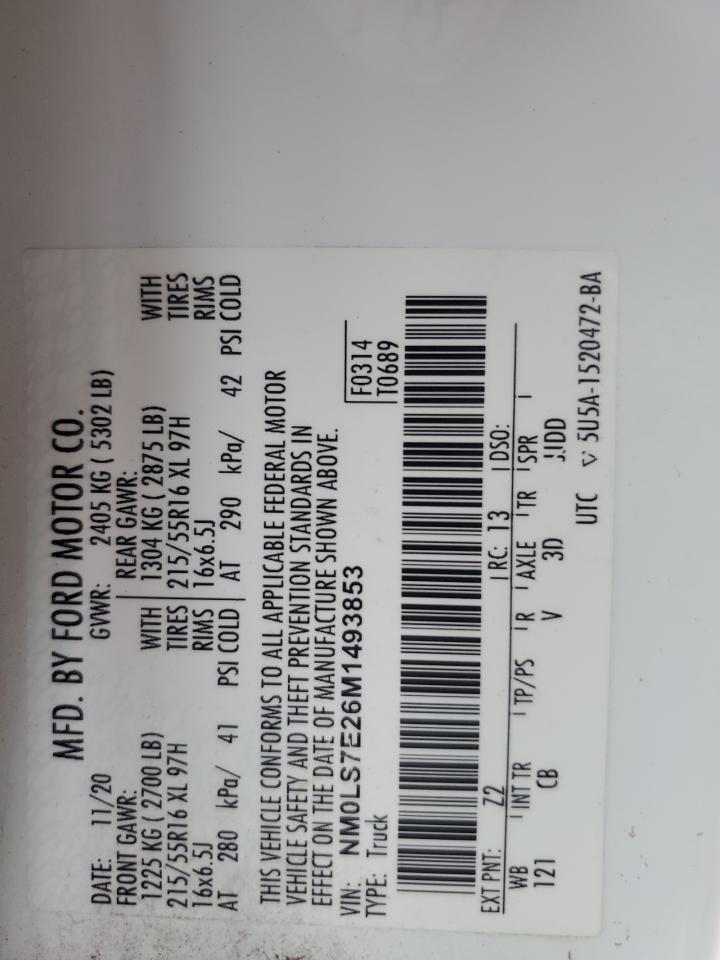 MFD. BY FORD MOTOR CO.
DATE: 11/20 GVWR: 2405 KG ( 5302 LB)
FRONT GAWR: REAR GAWR:
1225 KG ( 2700 LB) WITH 1304 KG ( 2875 LB) WITH
215/55R16 XL 97H TIRES 215/55R16 XL 97H TIRES
16x6.5J RIMS 16x6.5J RIMS
AT 280 kPa/ 41 PSI COLD AT 290 kPa/ 42 PSI COLD
THIS VEHICLE CONFORMS TO ALL APPLICABLE FEDERAL MOTOR
VEHICLE SAFETY AND THEFT PREVENTION STANDARDS IN
EFFECT ON THE DATE OF MANUFACTURE SHOWN ABOVE.
VIN: NM0LS7E26M1493853 F0314
TYPE: Truck T0689
EXT PNT: Z2 RC: 13 DSO:
WB INT TR TP/PS R AXLE TR SPR
121 CB V 3D J.IDD
UTC ▽ 5U5A-1520472-BA